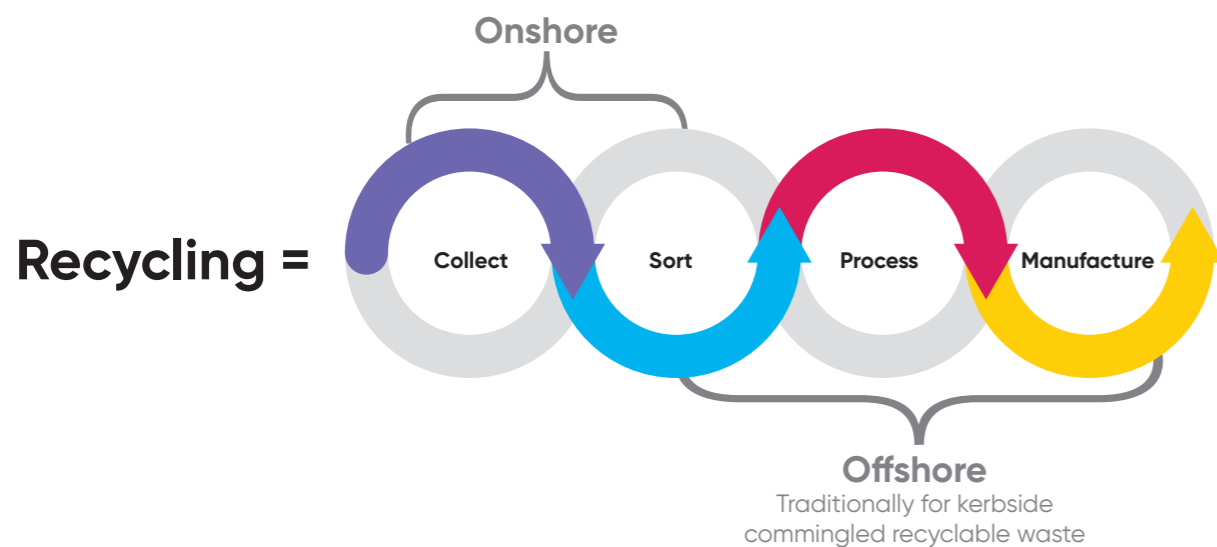 Onshore
Recycling =
Collect
Sort
Process
Manufacture
Offshore
Traditionally for kerbside
commingled recyclable waste